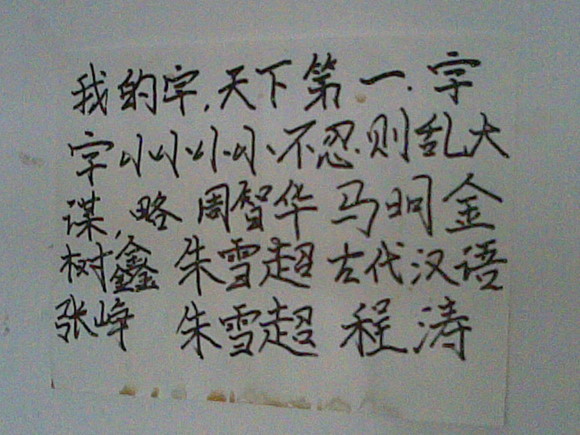 我的字,天下第一.字
字小小小小.不忍则乱大
谋,略 周智华 马明金
树鑫 朱雪超 古代汉语
张峥 朱雪超 程涛